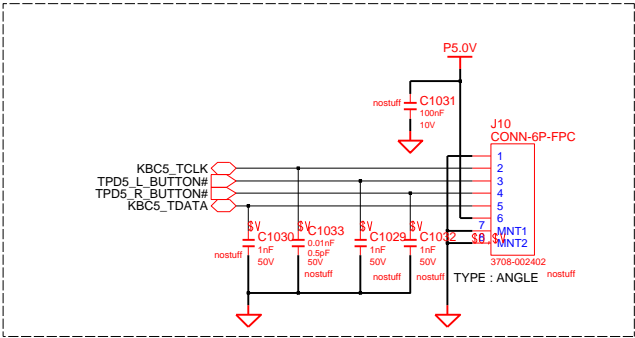 P5.0V
nostuff
C1031
100nF
10V
J10
CONN-6P-FPC
1
KBC5_TCLK
2
TPD5_L_BUTTON#
3
TPD5_R_BUTTON#
4
KBC5_TDATA
5
6
7
MNT1
8
MNT2
3708-002402
TYPE : ANGLE
nostuff
$V
C1030
1nF
50V
nostuff
$V
C1033
0.01nF
0.5pF
50V
nostuff
$V
C1029
1nF
50V
nostuff
$V
C1032
1nF
50V
nostuff